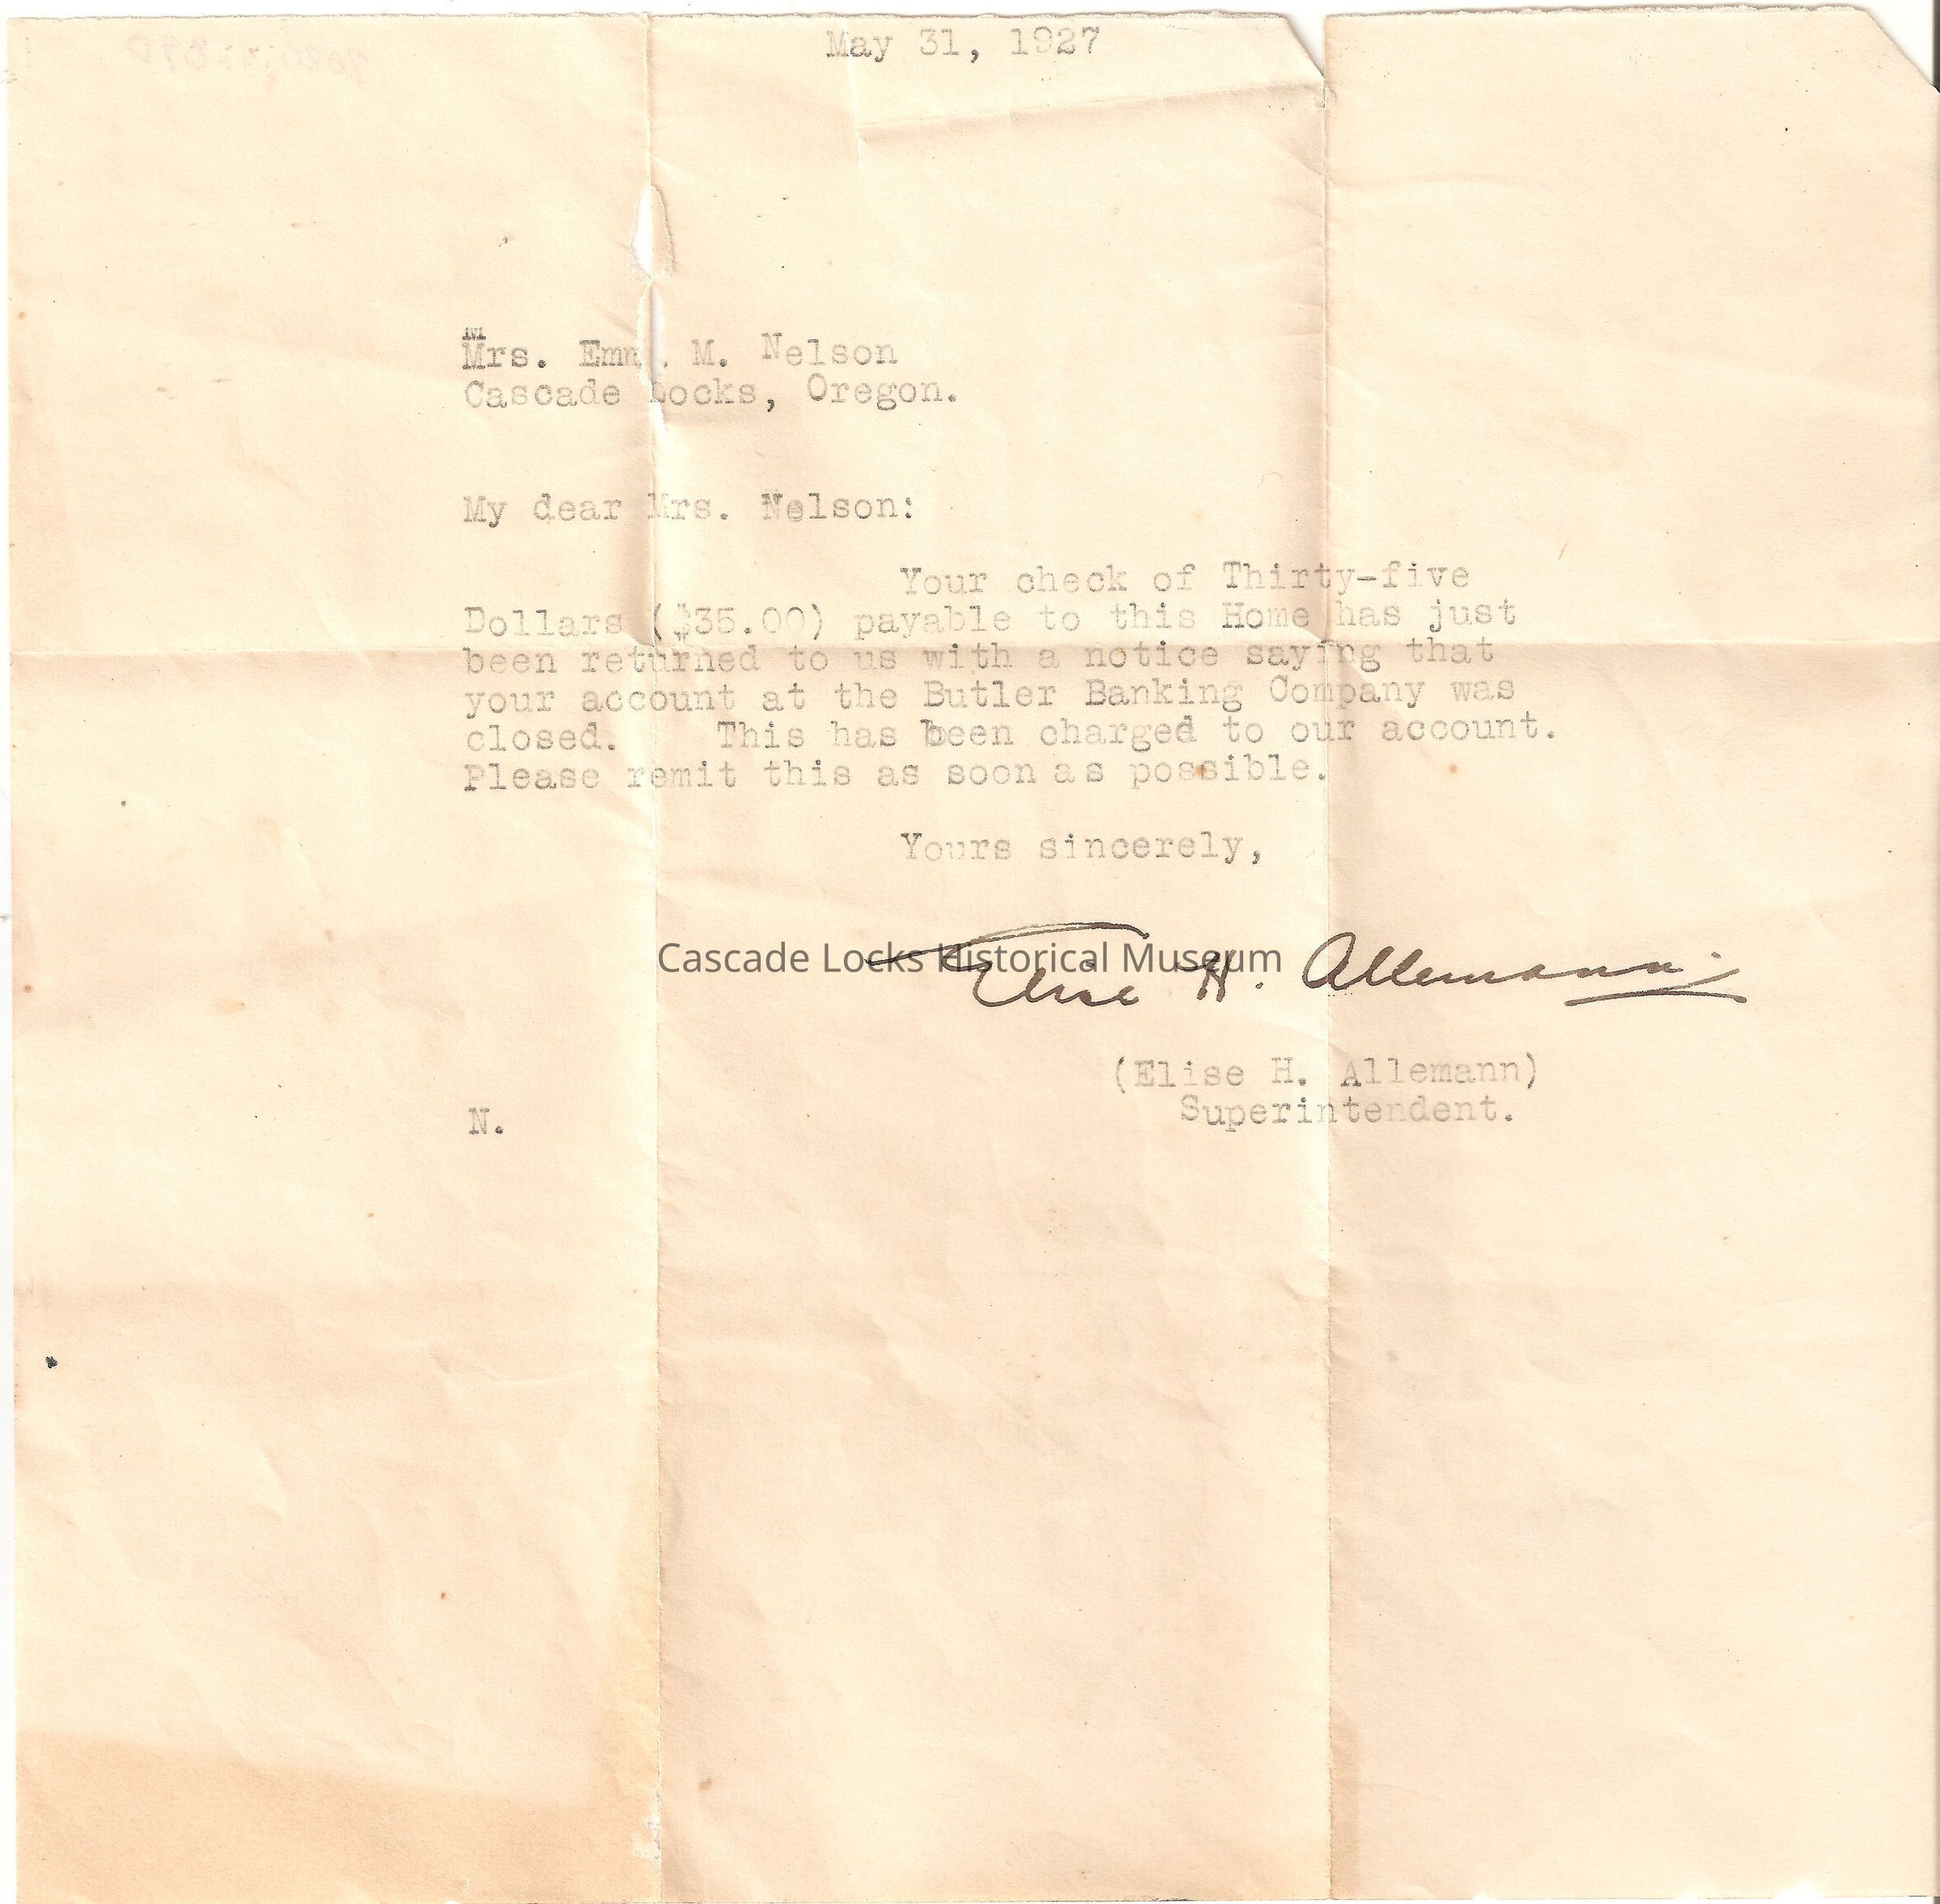 May 31, 1927
Mrs. M. Nelson
Cascade Locks, Oregon.
My dear Mrs. Nelson:
Your check of Thirty-five
Dollars ($35.00) payable to this Home has just
been returned to us with a notice saying that
your account at the Butler Banking Company was
closed. This has been charged to our account.
Please remit this as soon as possible.
Yours sincerely,
Cascade Locks Historical Museum
Elise H. Allemann
(Elise H. Allemann)
Superintendent.
N.